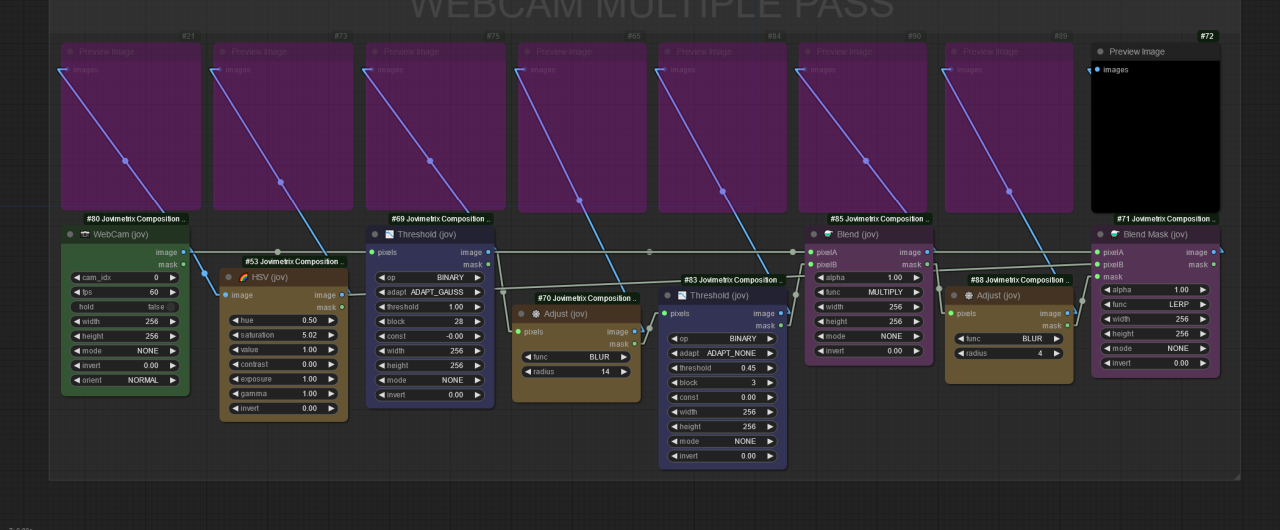 WEBCAM MULTIPLE PASS
#21
Preview Image
images
#73
Preview Image
images
#75
Preview Image
images
#65
Preview Image
images
#84
Preview Image
images
#90
Preview Image
images
#89
Preview Image
images
#72
Preview Image
images
#80 Jovimetrix Composition ..
WebCam (jov)
image
mask
cam_idx 0
fps 60
hold false
width 256
height 256
mode NONE
invert 0.00
orient NORMAL
#53 Jovimetrix Composition ..
HSV (jov)
image image
mask
hue 0.50
saturation 5.02
value 1.00
contrast 0.00
exposure 1.00
gamma 1.00
invert 0.00
#69 Jovimetrix Composition ..
Threshold (jov)
pixels image
mask
op BINARY
adapt ADAPT_GAUSS
threshold 1.00
block 28
const -0.00
width 256
height 256
mode NONE
invert 0.00
#70 Jovimetrix Composition ..
Adjust (jov)
pixels image
mask
func BLUR
radius 14
#83 Jovimetrix Composition ..
Threshold (jov)
pixels image
mask
op BINARY
adapt ADAPT_NONE
threshold 0.45
block 3
const 0.00
width 256
height 256
mode NONE
invert 0.00
#85 Jovimetrix Composition ..
Blend (jov)
pixelA image
pixelB mask
alpha 1.00
func MULTIPLY
width 256
height 256
mode NONE
invert 0.00
#88 Jovimetrix Composition ..
Adjust (jov)
pixels image
mask
func BLUR
radius 4
#71 Jovimetrix Composition ..
Blend Mask (jov)
pixelA image
pixelB mask
mask
alpha 1.00
func LERP
width 256
height 256
mode NONE
invert 0.00